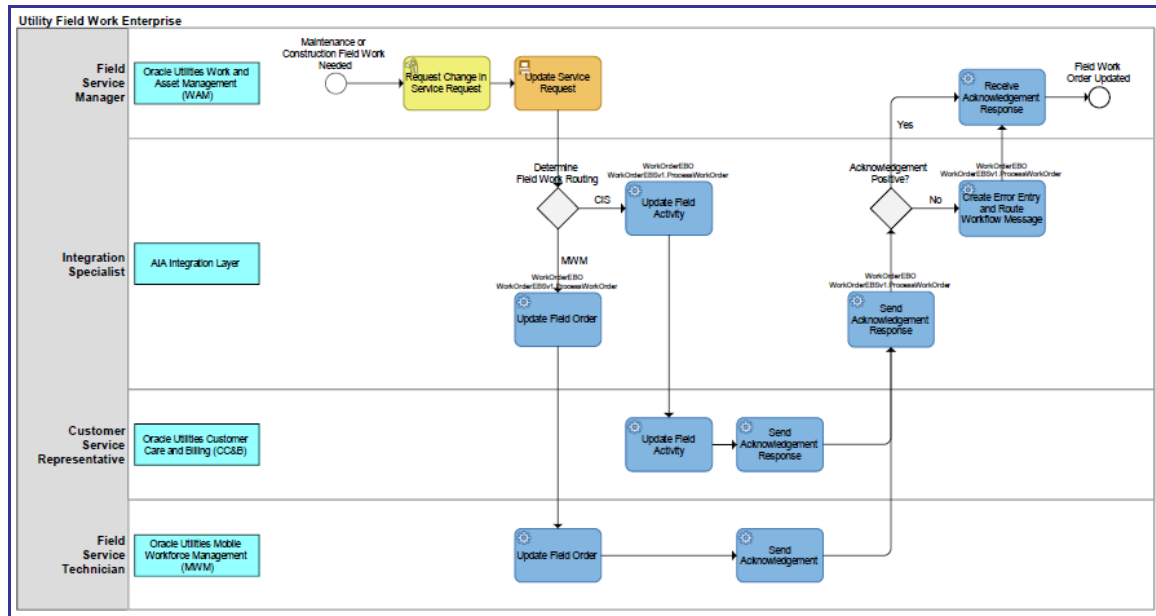 Utility Field Work Enterprise
Field
Service
Manager
Oracle Utilities Work and
Asset Management
(WAM)
Maintenance or
Construction Field Work
Needed
Request Change in
Service Request
Update Service
Request
Receive
Acknowledgement
Response
Field Work
Order Updated
Yes
Integration
Specialist
AIA Integration Layer
Determine
Field Work Routing
CIS
WorkOrderEBO
WorkOrderEBSv1.ProcessWorkOrder
Update Field
Activity
MWM
WorkOrderEBO
WorkOrderEBSv1.ProcessWorkOrder
Update Field Order
Acknowledgement
Positive?
No
WorkOrderEBO
WorkOrderEBSv1.ProcessWorkOrder
Create Error Entry
and Route
Workflow Message
WorkOrderEBO
WorkOrderEBSv1.ProcessWorkOrder
Send
Acknowledgement
Response
Customer
Service
Representative
Oracle Utilities Customer
Care and Billing (CC&B)
Update Field
Activity
Send
Acknowledgement
Response
Field
Service
Technician
Oracle Utilities Mobile
Workforce Management
(MWM)
Update Field Order
Send
Acknowledgement